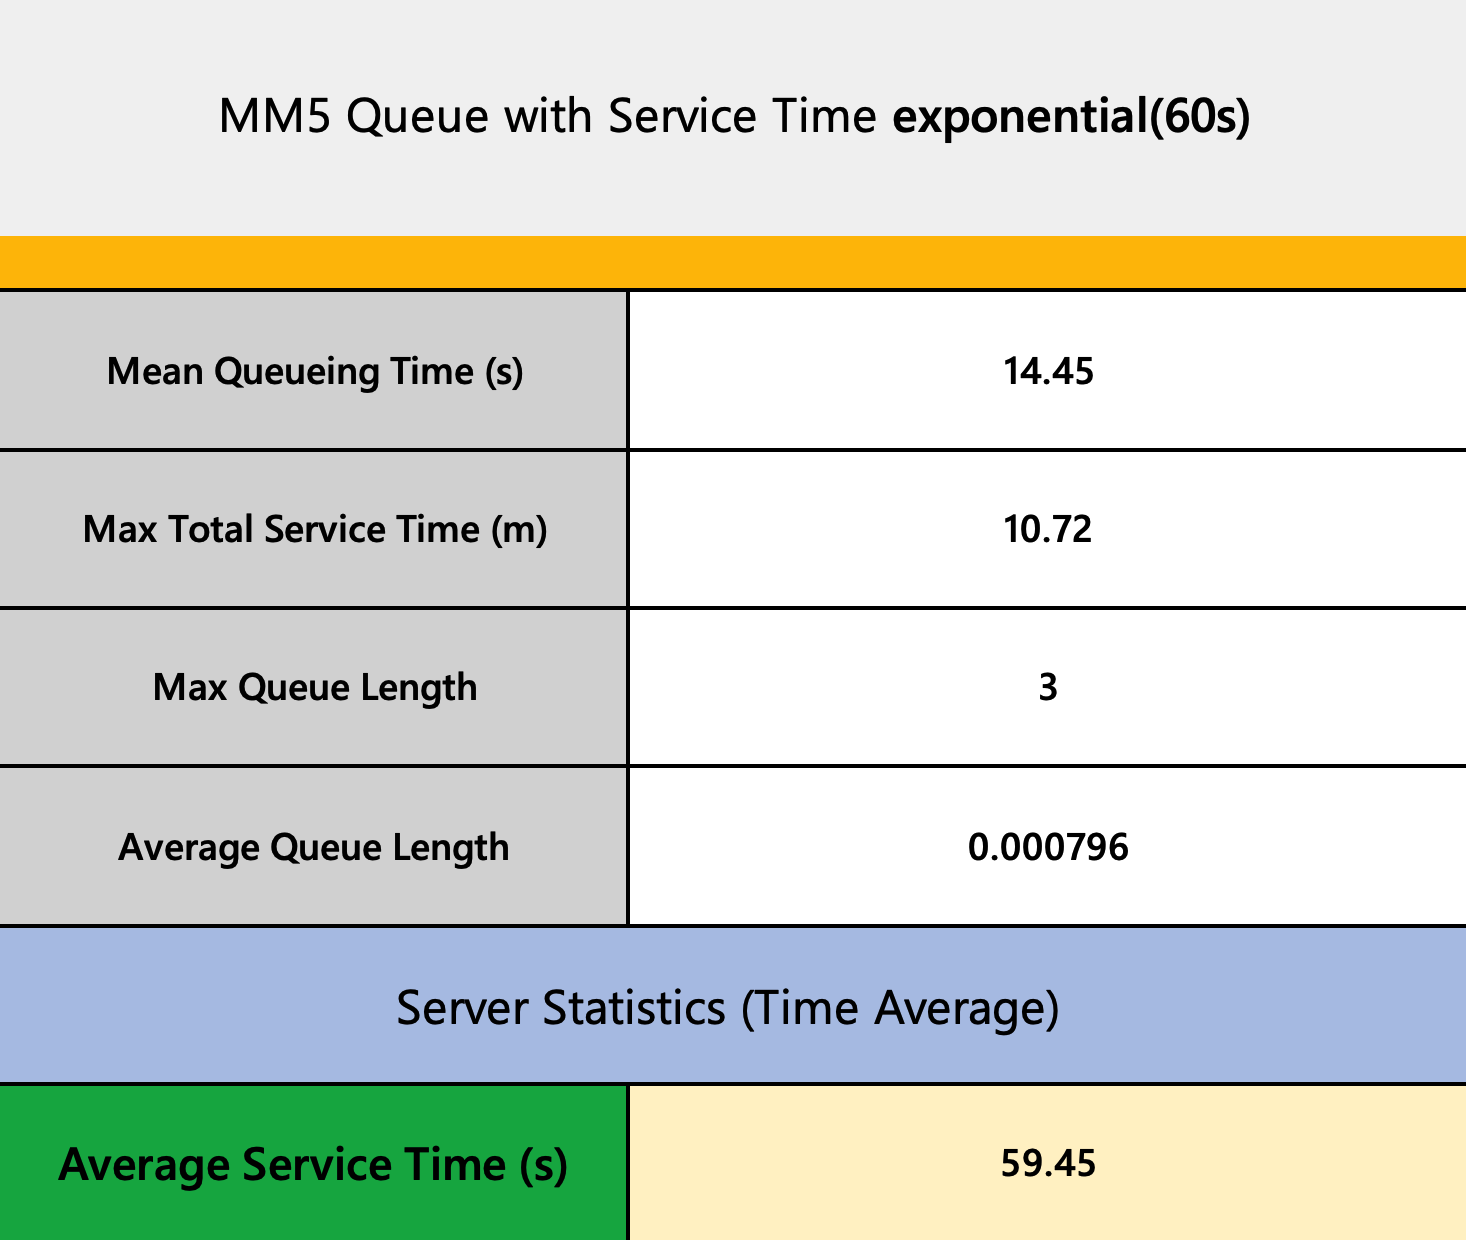 MM5 Queue with Service Time exponential(60s)
Mean Queueing Time (s) 14.45
Max Total Service Time (m) 10.72
Max Queue Length 3
Average Queue Length 0.000796
Server Statistics (Time Average)
Average Service Time (s) 59.45